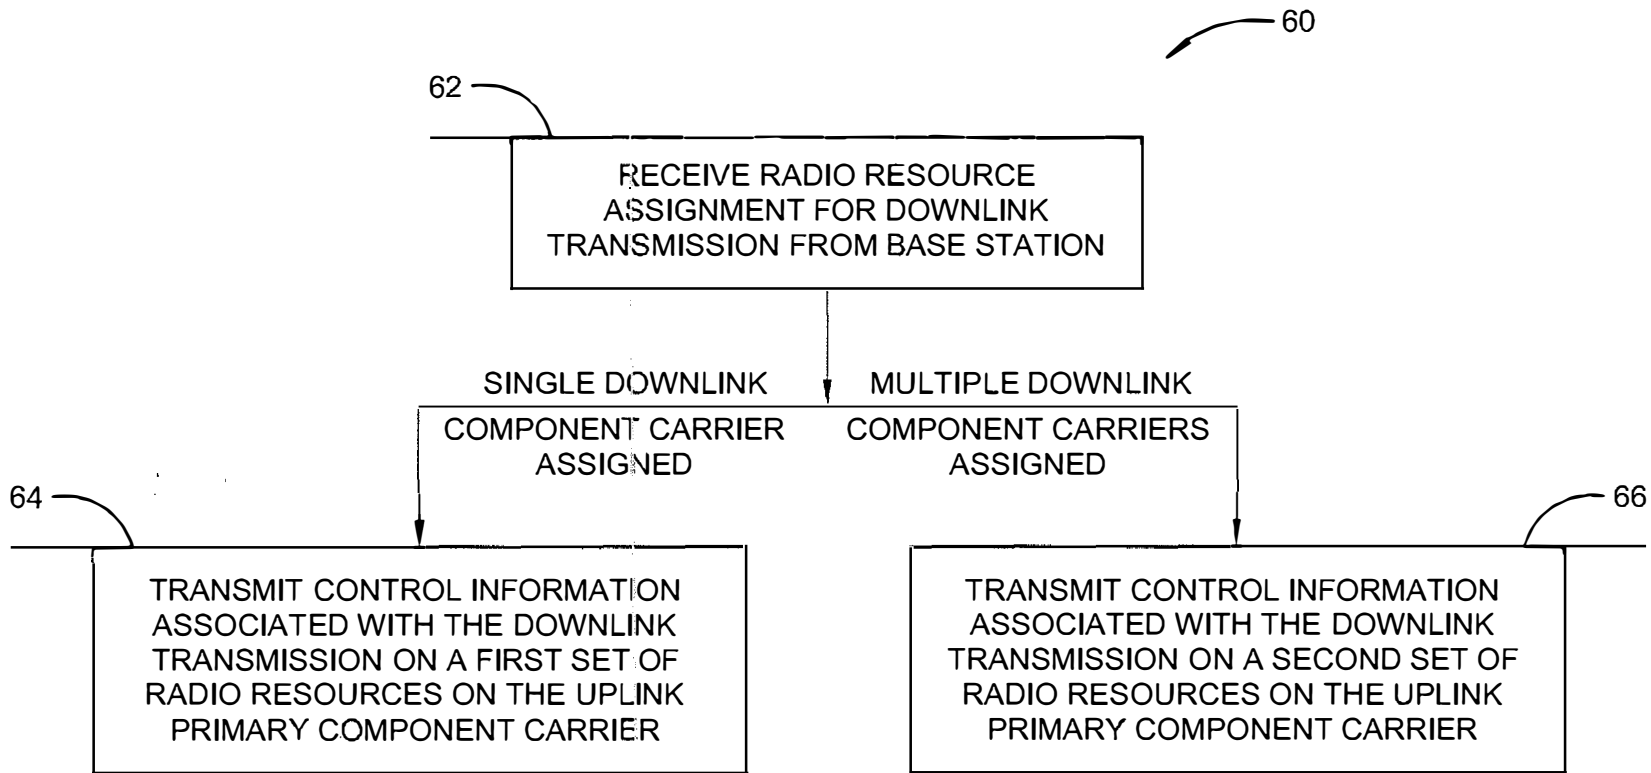 60
62
RECEIVE RADIO RESOURCE
ASSIGNMENT FOR DOWNLINK
TRANSMISSION FROM BASE STATION
SINGLE DOWNLINK
COMPONENT CARRIER
ASSIGNED
MULTIPLE DOWNLINK
COMPONENT CARRIERS
ASSIGNED
64
TRANSMIT CONTROL INFORMATION
ASSOCIATED WITH THE DOWNLINK
TRANSMISSION ON A FIRST SET OF
RADIO RESOURCES ON THE UPLINK
PRIMARY COMPONENT CARRIER
66
TRANSMIT CONTROL INFORMATION
ASSOCIATED WITH THE DOWNLINK
TRANSMISSION ON A SECOND SET OF
RADIO RESOURCES ON THE UPLINK
PRIMARY COMPONENT CARRIER